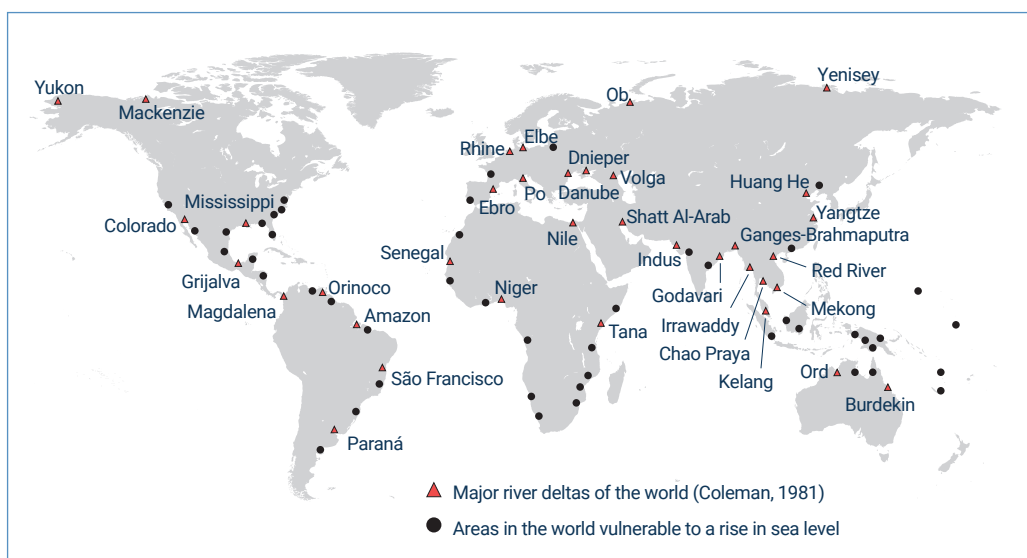 Yukon
Mackenzie
Ob
Yenisey
Elbe
Rhine
Dnieper
Huang He
Mississippi
Po
Danube
Volga
Colorado
Ebro
Yangtze
Shatt Al-Arab
Senegal
Nile
Ganges-Brahmaputra
Indus
Red River
Grijalva
Orinoco
Niger
Godavari
Magdalena
Mekong
Amazon
Irrawaddy
Tana
Chao Praya
São Francisco
Kelang
Ord
Burdekin
Paraná
Major river deltas of the world (Coleman, 1981)
Areas in the world vulnerable to a rise in sea level